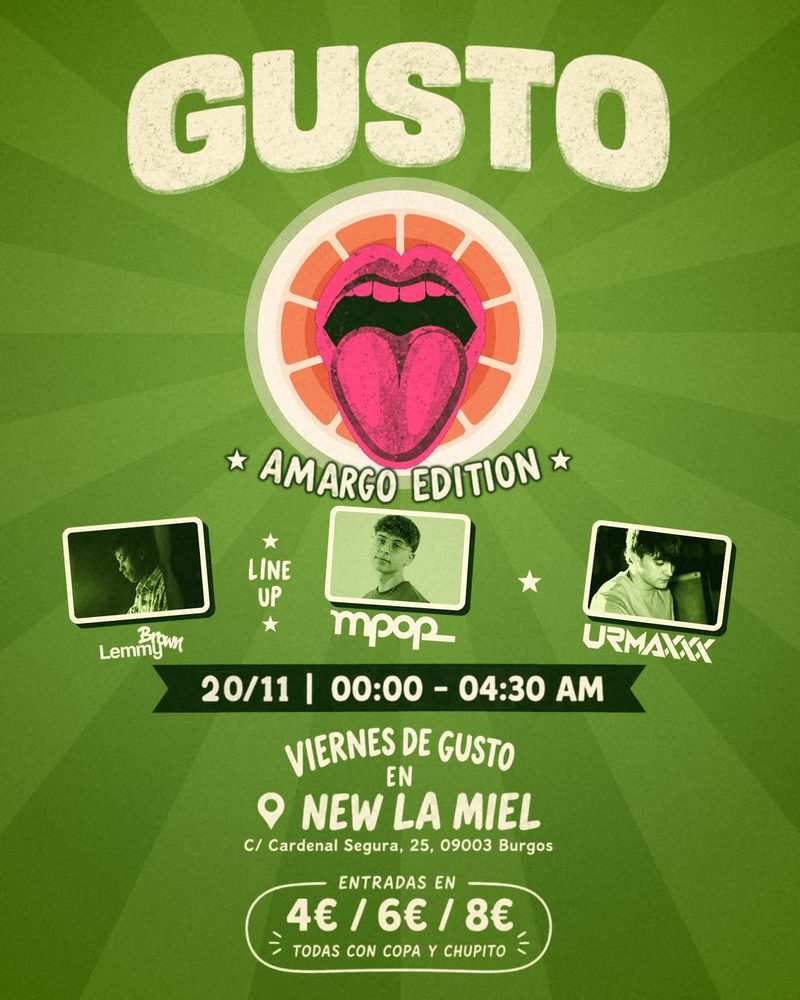 GUSTO
AMARGO EDITION
LINE
UP
Lemmy Brown
mpop
URMAXXX
20/11 | 00:00 - 04:30 AM
VIERNES DE GUSTO
EN
NEW LA MIEL
C/ Cardenal Segura, 25, 09003 Burgos
ENTRADAS EN
4€ / 6€ / 8€
TODAS CON COPA Y CHUPITO